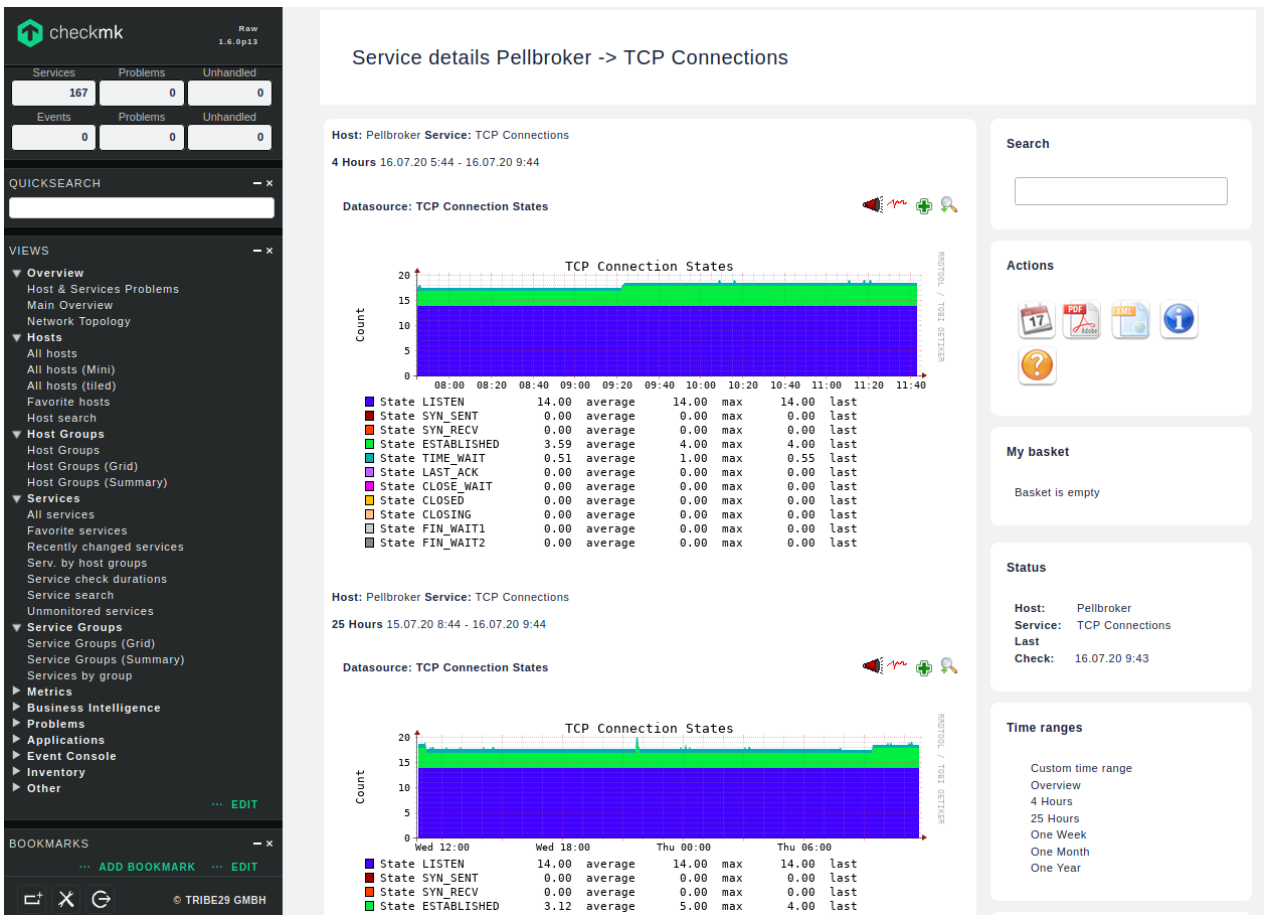 checkmk
Raw
1.6.0p13
Services Problems Unhandled
167 0 0
Events Problems Unhandled
0 0 0
QUICKSEARCH
VIEWS
Overview
Host & Services Problems
Main Overview
Network Topology
Hosts
All hosts
All hosts (Mini)
All hosts (tiled)
Favorite hosts
Host search
Host Groups
Host Groups
Host Groups (Grid)
Host Groups (Summary)
Services
All services
Favorite services
Recently changed services
Serv. by host groups
Service check durations
Service search
Unmonitored services
Service Groups
Service Groups (Grid)
Service Groups (Summary)
Services by group
Metrics
Business Intelligence
Problems
Applications
Event Console
Inventory
Other
··· EDIT
BOOKMARKS
··· ADD BOOKMARK ··· EDIT
© TRIBE29 GMBH
Service details Pellbroker -> TCP Connections
Host: Pellbroker Service: TCP Connections
4 Hours 16.07.20 5:44 - 16.07.20 9:44
Datasource: TCP Connection States
TCP Connection States
RRDTOOL / TOBI OETIKER
Count
20
15
10
5
0
08:00 08:20 08:40 09:00 09:20 09:40 10:00 10:20 10:40 11:00 11:20 11:40
State LISTEN 14.00 average 14.00 max 14.00 last
State SYN_SENT 0.00 average 0.00 max 0.00 last
State SYN_RECV 0.00 average 0.00 max 0.00 last
State ESTABLISHED 3.59 average 4.00 max 4.00 last
State TIME_WAIT 0.51 average 1.00 max 0.55 last
State LAST_ACK 0.00 average 0.00 max 0.00 last
State CLOSE_WAIT 0.00 average 0.00 max 0.00 last
State CLOSED 0.00 average 0.00 max 0.00 last
State CLOSING 0.00 average 0.00 max 0.00 last
State FIN_WAIT1 0.00 average 0.00 max 0.00 last
State FIN_WAIT2 0.00 average 0.00 max 0.00 last
Host: Pellbroker Service: TCP Connections
25 Hours 15.07.20 8:44 - 16.07.20 9:44
Datasource: TCP Connection States
TCP Connection States
RRDTOOL / TOBI OETIKER
Count
20
15
10
5
0
Wed 12:00 Wed 18:00 Thu 00:00 Thu 06:00
State LISTEN 14.00 average 14.00 max 14.00 last
State SYN_SENT 0.00 average 0.00 max 0.00 last
State SYN_RECV 0.00 average 0.00 max 0.00 last
State ESTABLISHED 3.12 average 5.00 max 4.00 last
Search
Actions
17
PDF
Adobe
XML
My basket
Basket is empty
Status
Host: Pellbroker
Service: TCP Connections
Last
Check: 16.07.20 9:43
Time ranges
Custom time range
Overview
4 Hours
25 Hours
One Week
One Month
One Year